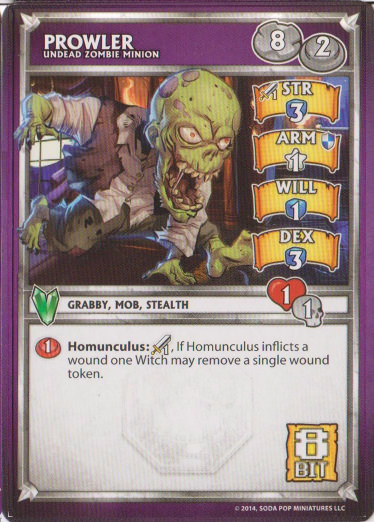 PROWLER
UNDEAD ZOMBIE MINION
8 2
STR
3
ARM
1
WILL
1
DEX
3
1
1
GRABBY, MOB, STEALTH
1 Homunculus: 1, If Homunculus inflicts a
wound one Witch may remove a single wound
token.
8
BIT
© 2014, SODA POP MINIATURES LLC